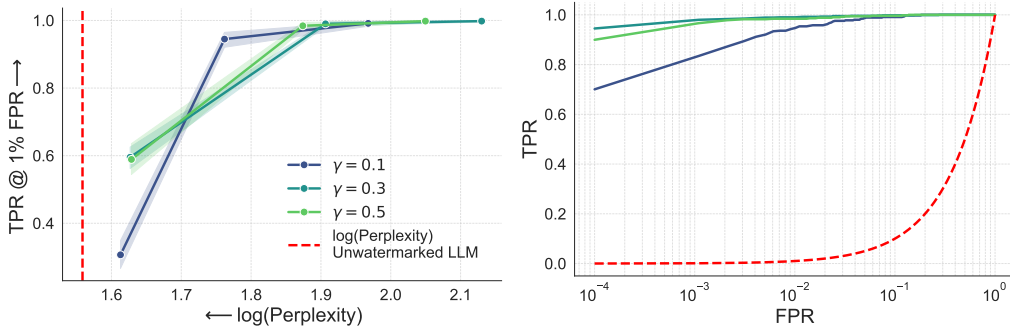 TPR @ 1% FPR ⟶
1.0
0.8
0.6
0.4
γ = 0.1
γ = 0.3
γ = 0.5
log(Perplexity)
Unwatermarked LLM
1.6 1.7 1.8 1.9 2.0 2.1
⟵ log(Perplexity)
TPR
1.0
0.8
0.6
0.4
0.2
0.0
10⁻⁴ 10⁻³ 10⁻² 10⁻¹ 10⁰
FPR